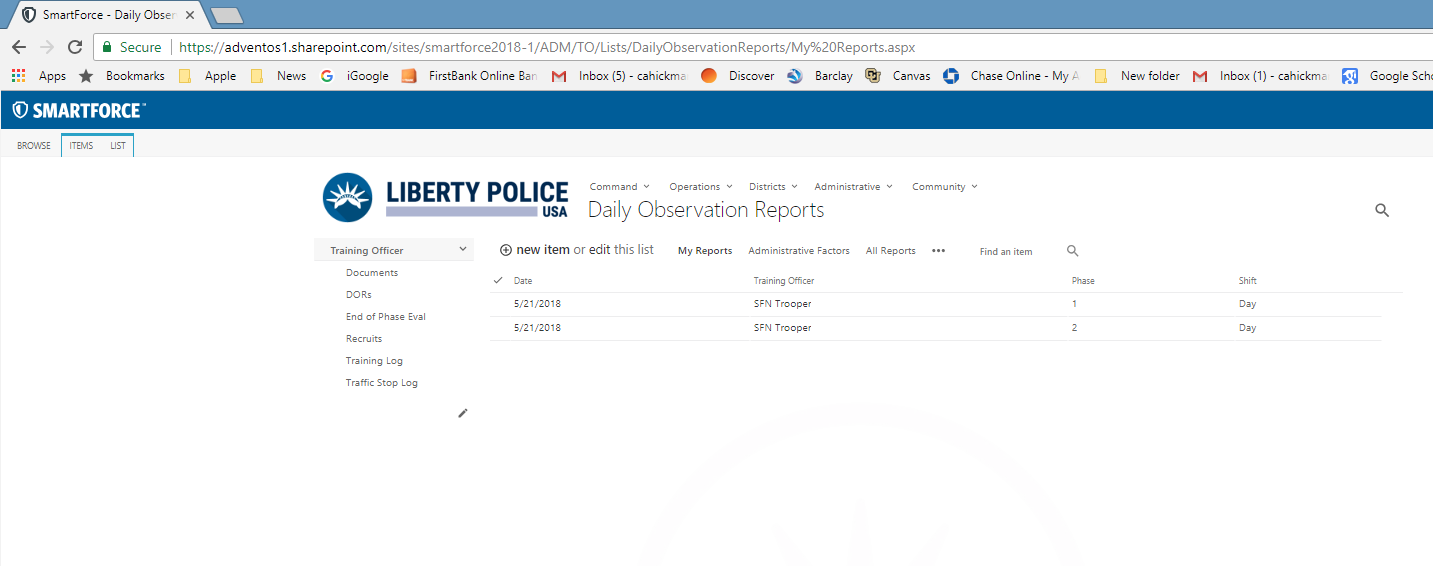 SmartForce - Daily Obser
Secure https://adventos1.sharepoint.com/sites/smartforce2018-1/ADM/TO/Lists/DailyObservationReports/My%20Reports.aspx
Apps Bookmarks Apple News iGoogle FirstBank Online Ban Inbox (5) - cahickma Discover Barclay Canvas Chase Online - My A New folder Inbox (1) - cahickma Google Scho
SMARTFORCE™
BROWSE ITEMS LIST
LIBERTY POLICE
USA
Command Operations Districts Administrative Community
Daily Observation Reports
Training Officer
Documents
DORs
End of Phase Eval
Recruits
Training Log
Traffic Stop Log
new item or edit this list My Reports Administrative Factors All Reports ••• Find an item
Date Training Officer Phase Shift
5/21/2018 SFN Trooper 1 Day
5/21/2018 SFN Trooper 2 Day